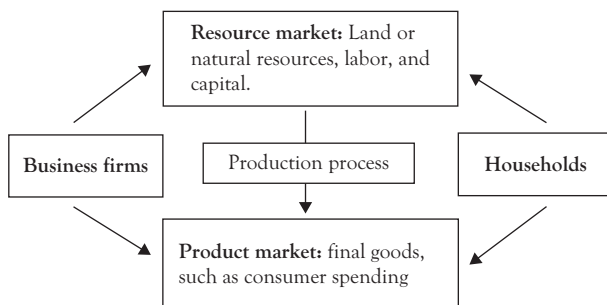 Resource market: Land or
natural resources, labor, and
capital.
Business firms
Production process
Households
Product market: final goods,
such as consumer spending